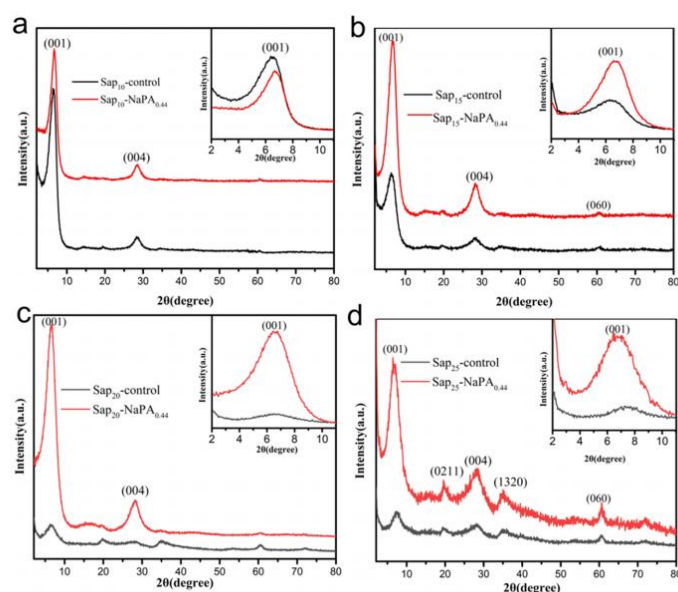 a
(001)
Sap10-control
Sap10-NaPA0.44
(004)
Intensity(a.u.)
10 20 30 40 50 60 70 80
2θ(degree)
(001)
Intensity(a.u.)
2 4 6 8 10
2θ(degree)
b
(001)
Sap15-control
Sap15-NaPA0.44
(004)
(060)
Intensity(a.u.)
10 20 30 40 50 60 70 80
2θ(degree)
(001)
Intensity(a.u.)
2 4 6 8 10
2θ(degree)
c
(001)
Sap20-control
Sap20-NaPA0.44
(004)
Intensity(a.u.)
10 20 30 40 50 60 70 80
2θ(degree)
(001)
Intensity(a.u.)
2 4 6 8 10
2θ(degree)
d
(001)
Sap25-control
Sap25-NaPA0.44
(0211)
(004)
(1320)
(060)
Intensity(a.u.)
10 20 30 40 50 60 70 80
2θ(degree)
(001)
Intensity(a.u.)
2 4 6 8 10
2θ(degree)